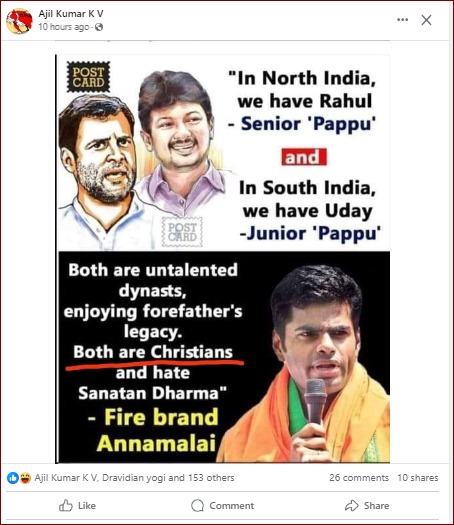 Ajil Kumar K V
10 hours ago ·
POST
CARD
"In North India,
we have Rahul
- Senior 'Pappu'
and
In South India,
we have Uday
-Junior 'Pappu'
POST
CARD
Both are untalented
dynasts,
enjoying forefather's
legacy.
Both are Christians
and hate
Sanatan Dharma"
- Fire brand
Annamalai
Ajil Kumar K V, Dravidian yogi and 153 others 26 comments 10 shares
Like Comment Share